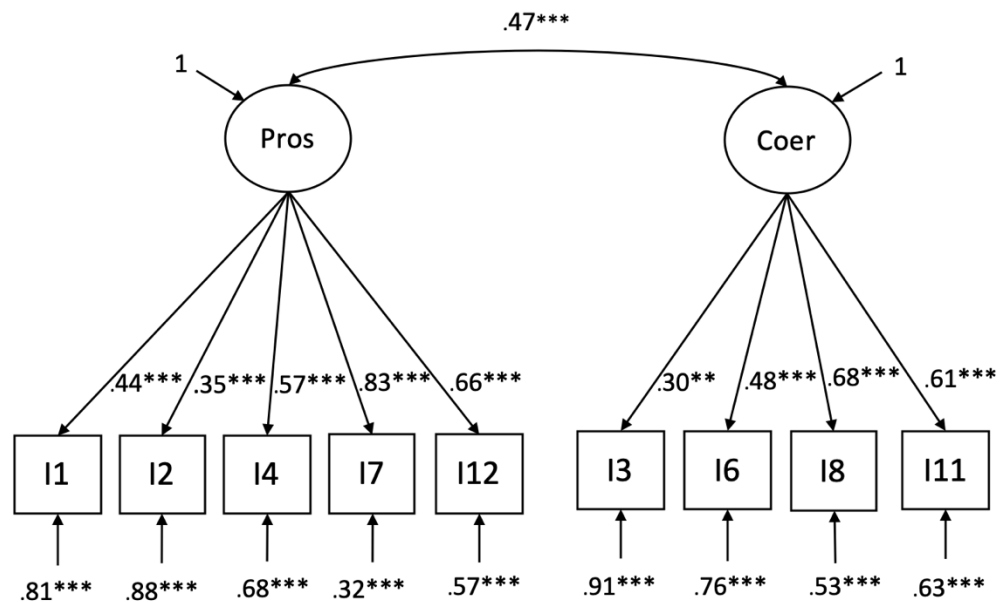 .47***
1
1
Pros
Coer
.44***
.35***
.57***
.83***
.66***
.30**
.48***
.68***
.61***
I1
I2
I4
I7
I12
I3
I6
I8
I11
.81***
.88***
.68***
.32***
.57***
.91***
.76***
.53***
.63***